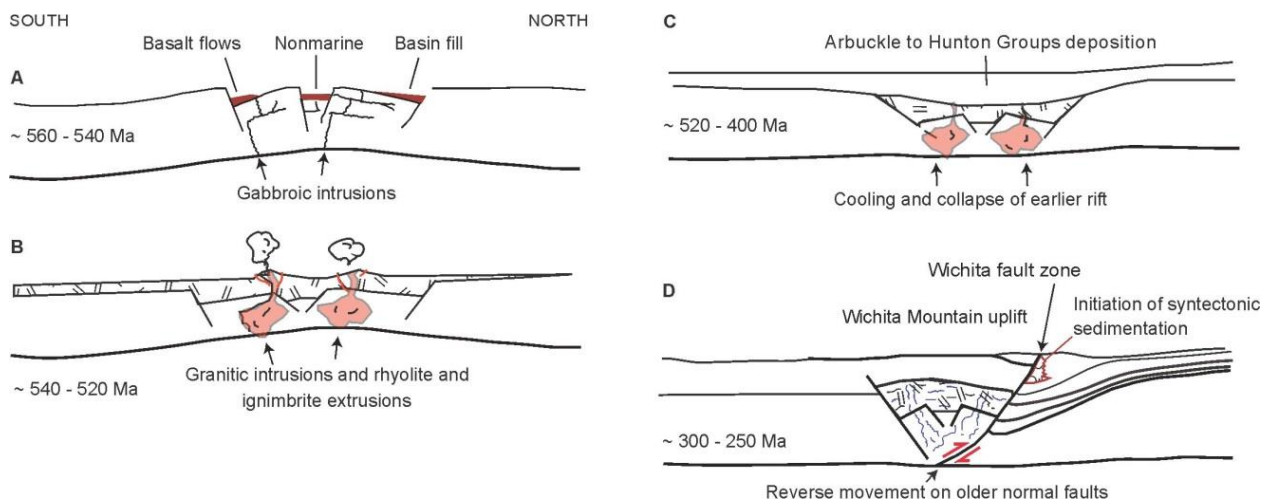 SOUTH
NORTH
A
Basalt flows
Nonmarine
Basin fill
~ 560 - 540 Ma
Gabbroic intrusions
B
~ 540 - 520 Ma
Granitic intrusions and rhyolite and
ignimbrite extrusions
C
Arbuckle to Hunton Groups deposition
~ 520 - 400 Ma
Cooling and collapse of earlier rift
D
Wichita fault zone
Wichita Mountain uplift
Initiation of syntectonic
sedimentation
~ 300 - 250 Ma
Reverse movement on older normal faults